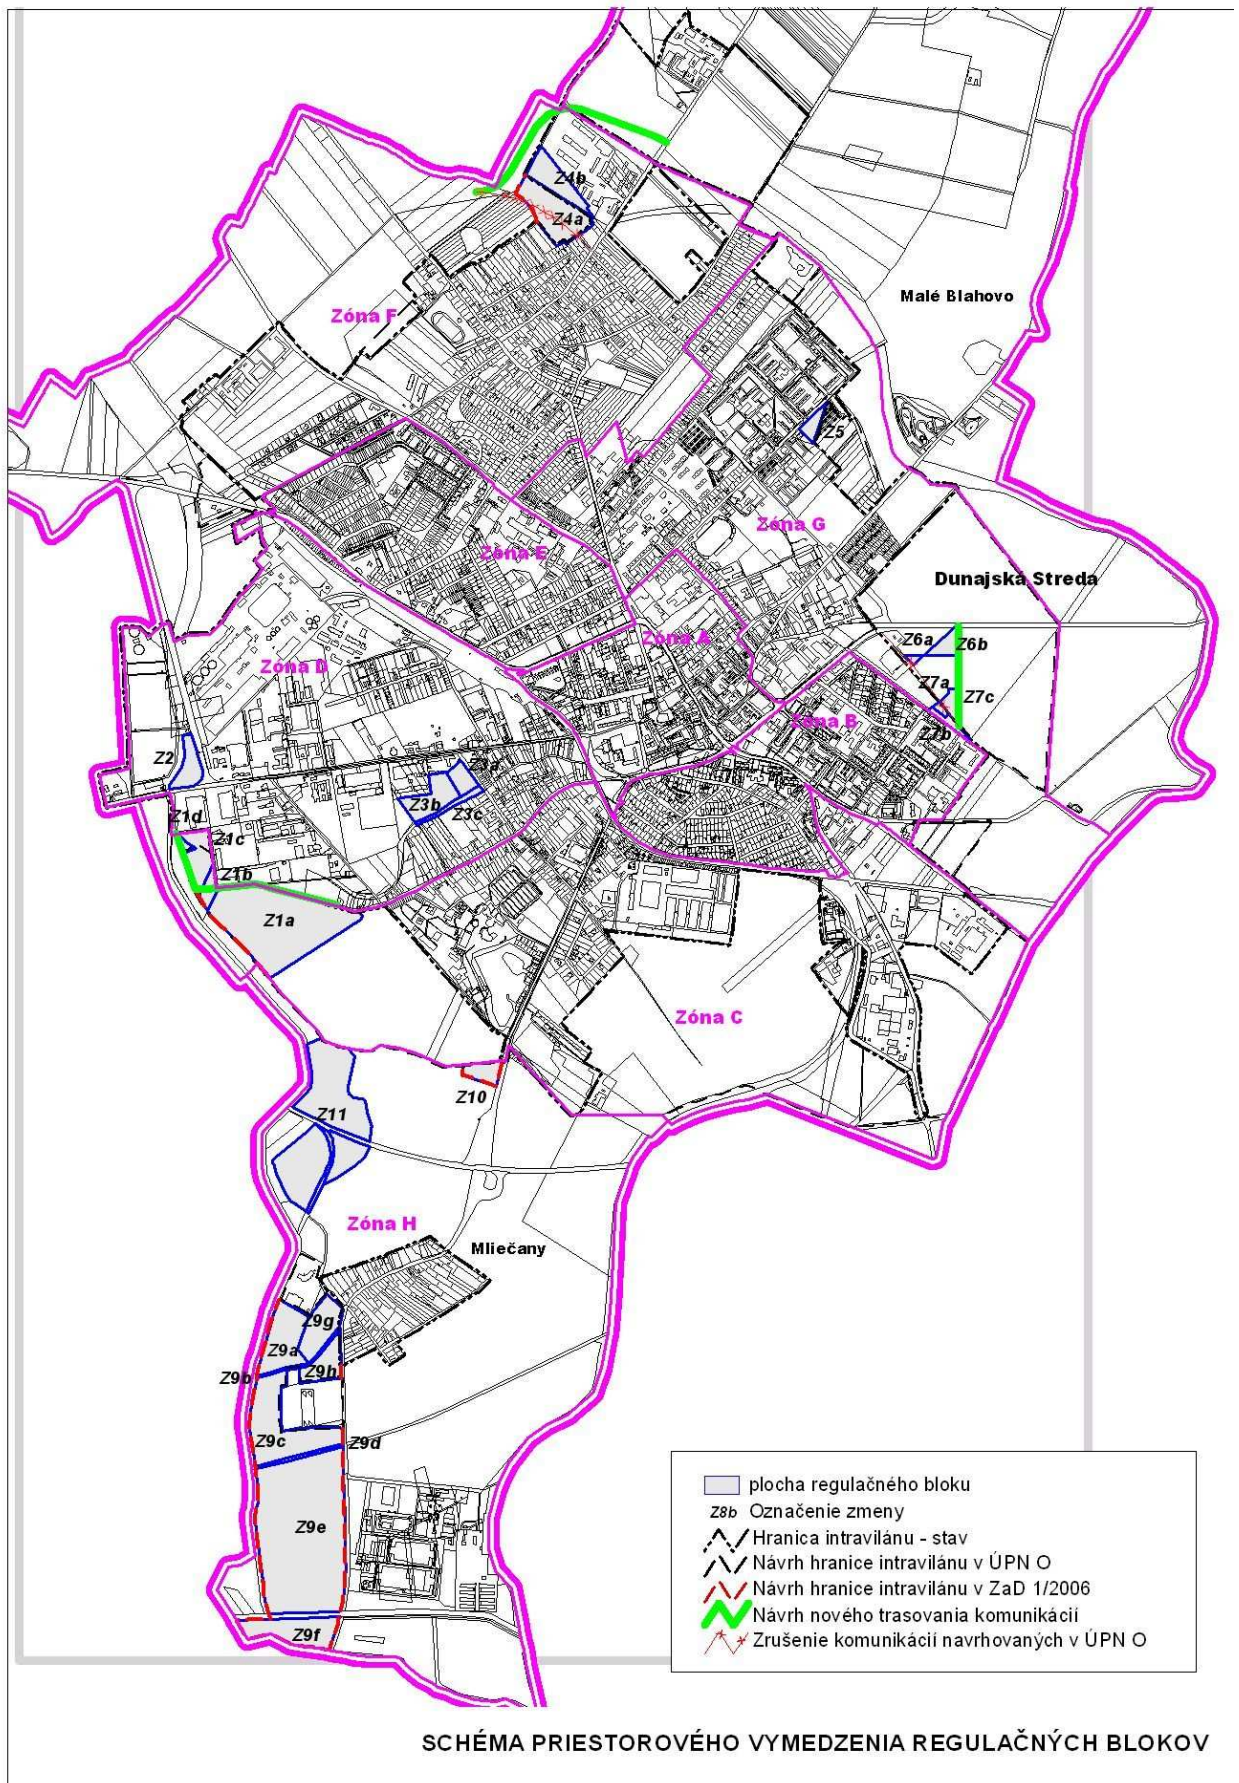 Z4b
Z4a
Malé Blahovo
Zóna F
Z5
Zóna G
Zóna E
Dunajská Streda
Zóna A
Z6a
Z6b
Zóna D
Z7a
Z7c
Zóna B
Z7b
Z2
Z3a
Z3b
Z3c
Z1d
Z1c
Z1b
Z1a
Zóna C
Z10
Z11
Zóna H
Mliečany
Z9g
Z9a
Z9b
Z9h
Z9c
Z9d
Z9e
Z9f
plocha regulačného bloku
Z8b Označenie zmeny
Hranica intravilánu - stav
Návrh hranice intravilánu v ÚPN O
Návrh hranice intravilánu v ZaD 1/2006
Návrh nového trasovania komunikácií
Zrušenie komunikácií navrhovaných v ÚPN O
SCHÉMA PRIESTOROVÉHO VYMEDZENIA REGULAČNÝCH BLOKOV